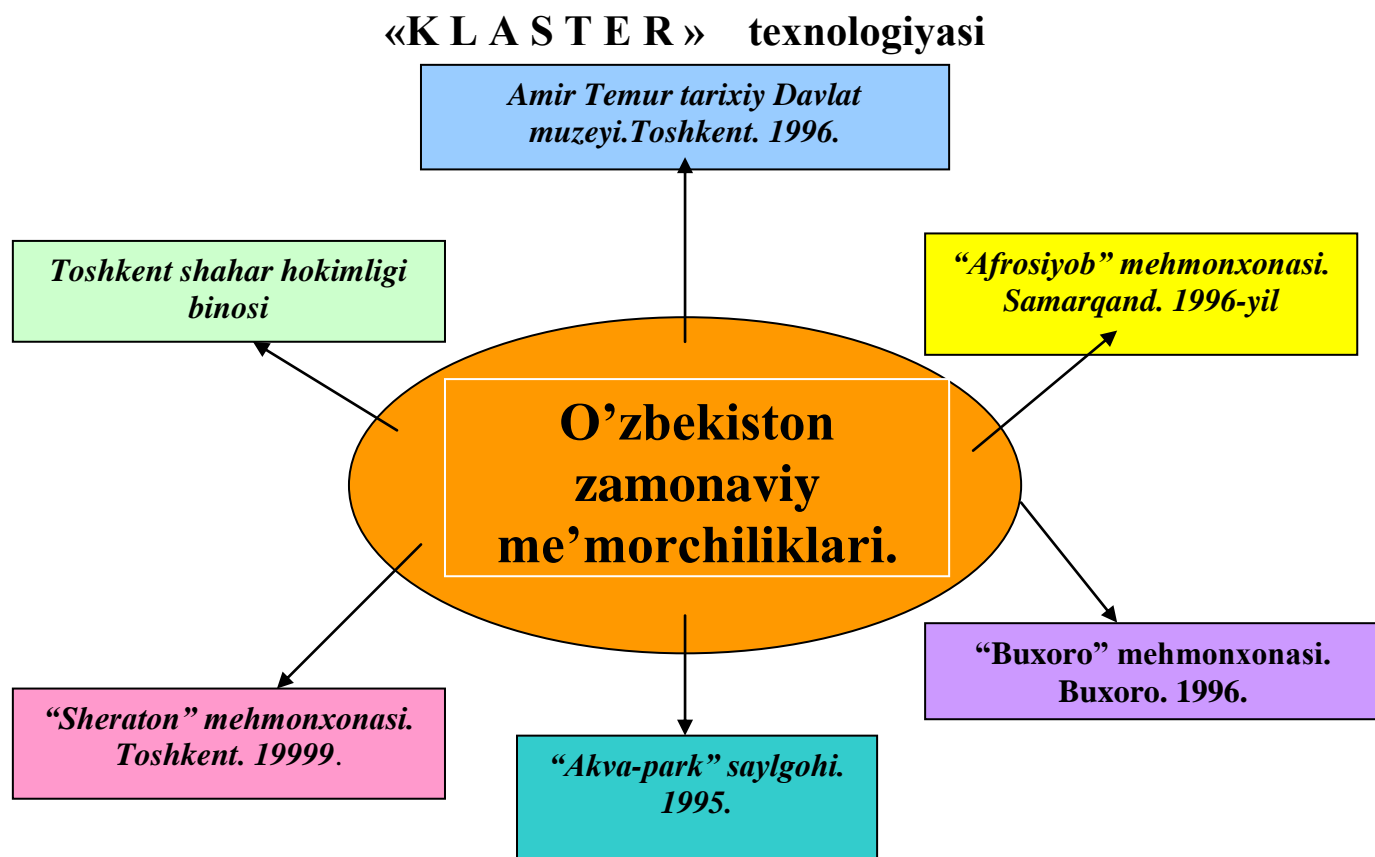 «K L A S T E R» texnologiyasi
Amir Temur tarixiy Davlat
muzeyi.Toshkent. 1996.
Toshkent shahar hokimligi
binosi
“Afrosiyob” mehmonxonasi.
Samarqand. 1996-yil
O’zbekiston
zamonaviy
me’morchiliklari.
“Buxoro” mehmonxonasi.
Buxoro. 1996.
“Sheraton” mehmonxonasi.
Toshkent. 19999.
“Akva-park” saylgohi.
1995.